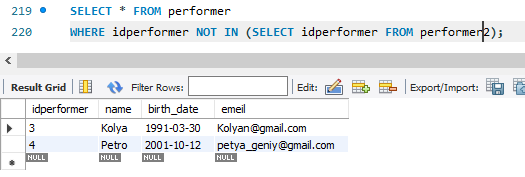 219 SELECT * FROM performer
220 WHERE idperformer NOT IN (SELECT idperformer FROM performer2);
Result Grid Filter Rows: Edit: Export/Import:
idperformer name birth_date emeil
3 Kolya 1991-03-30 Kolyan@gmail.com
4 Petro 2001-10-12 petya_geniy@gmail.com
NULL NULL NULL NULL